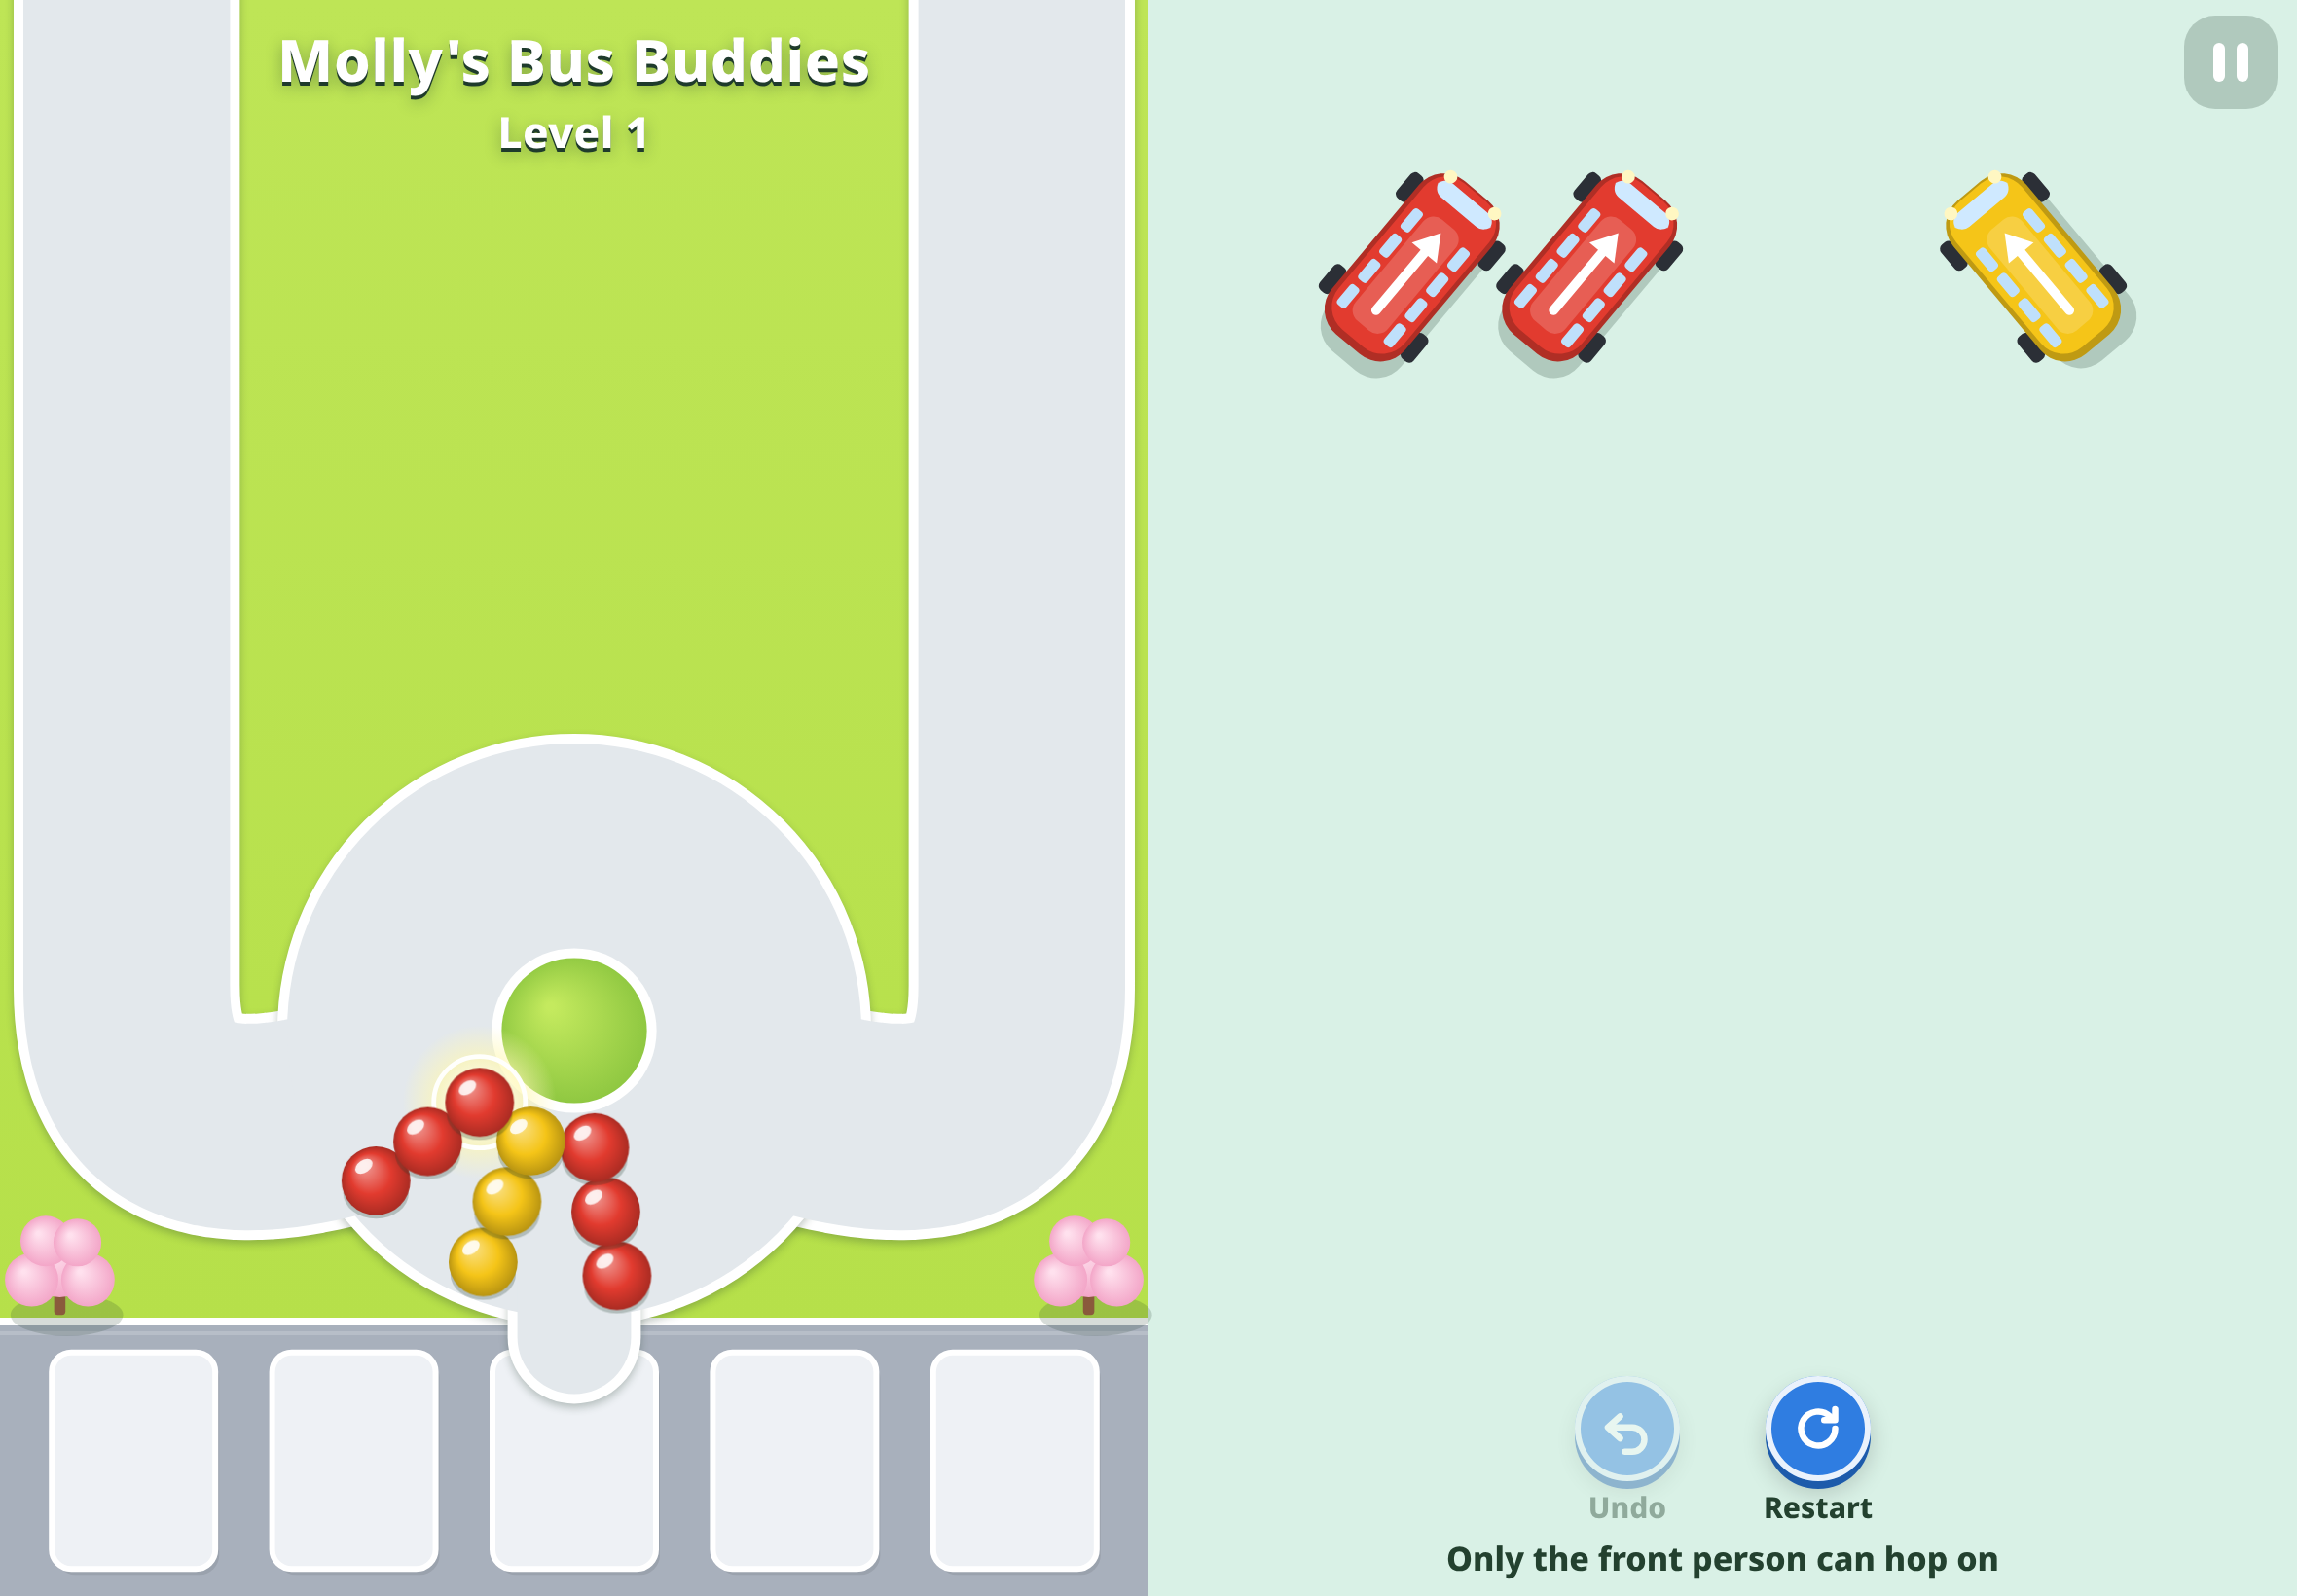 Molly's Bus Buddies
Level 1
Undo
Restart
Only the front person can hop on